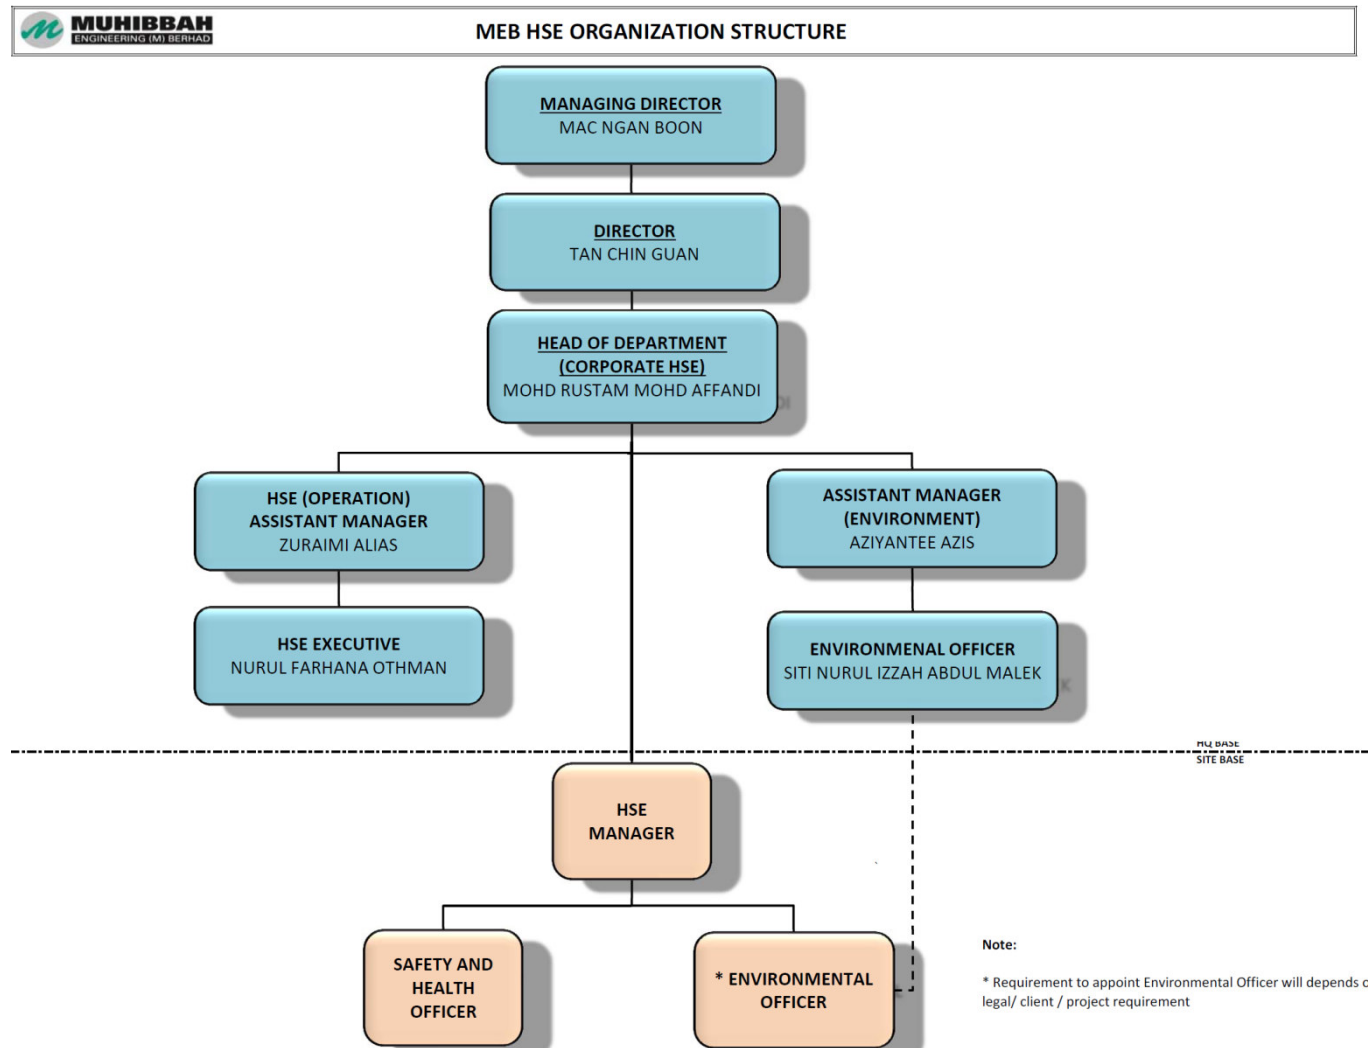 MUHIBBAH
ENGINEERING (M) BERHAD
MEB HSE ORGANIZATION STRUCTURE
MANAGING DIRECTOR
MAC NGAN BOON
DIRECTOR
TAN CHIN GUAN
HEAD OF DEPARTMENT
(CORPORATE HSE)
MOHD RUSTAM MOHD AFFANDI
HSE (OPERATION)
ASSISTANT MANAGER
ZURAIMI ALIAS
ASSISTANT MANAGER
(ENVIRONMENT)
AZIYANTEE AZIS
HSE EXECUTIVE
NURUL FARHANA OTHMAN
ENVIRONMENAL OFFICER
SITI NURUL IZZAH ABDUL MALEK
HQ BASE
SITE BASE
HSE
MANAGER
SAFETY AND
HEALTH
OFFICER
* ENVIRONMENTAL
OFFICER
Note:
* Requirement to appoint Environmental Officer will depends
legal/ client / project requirement